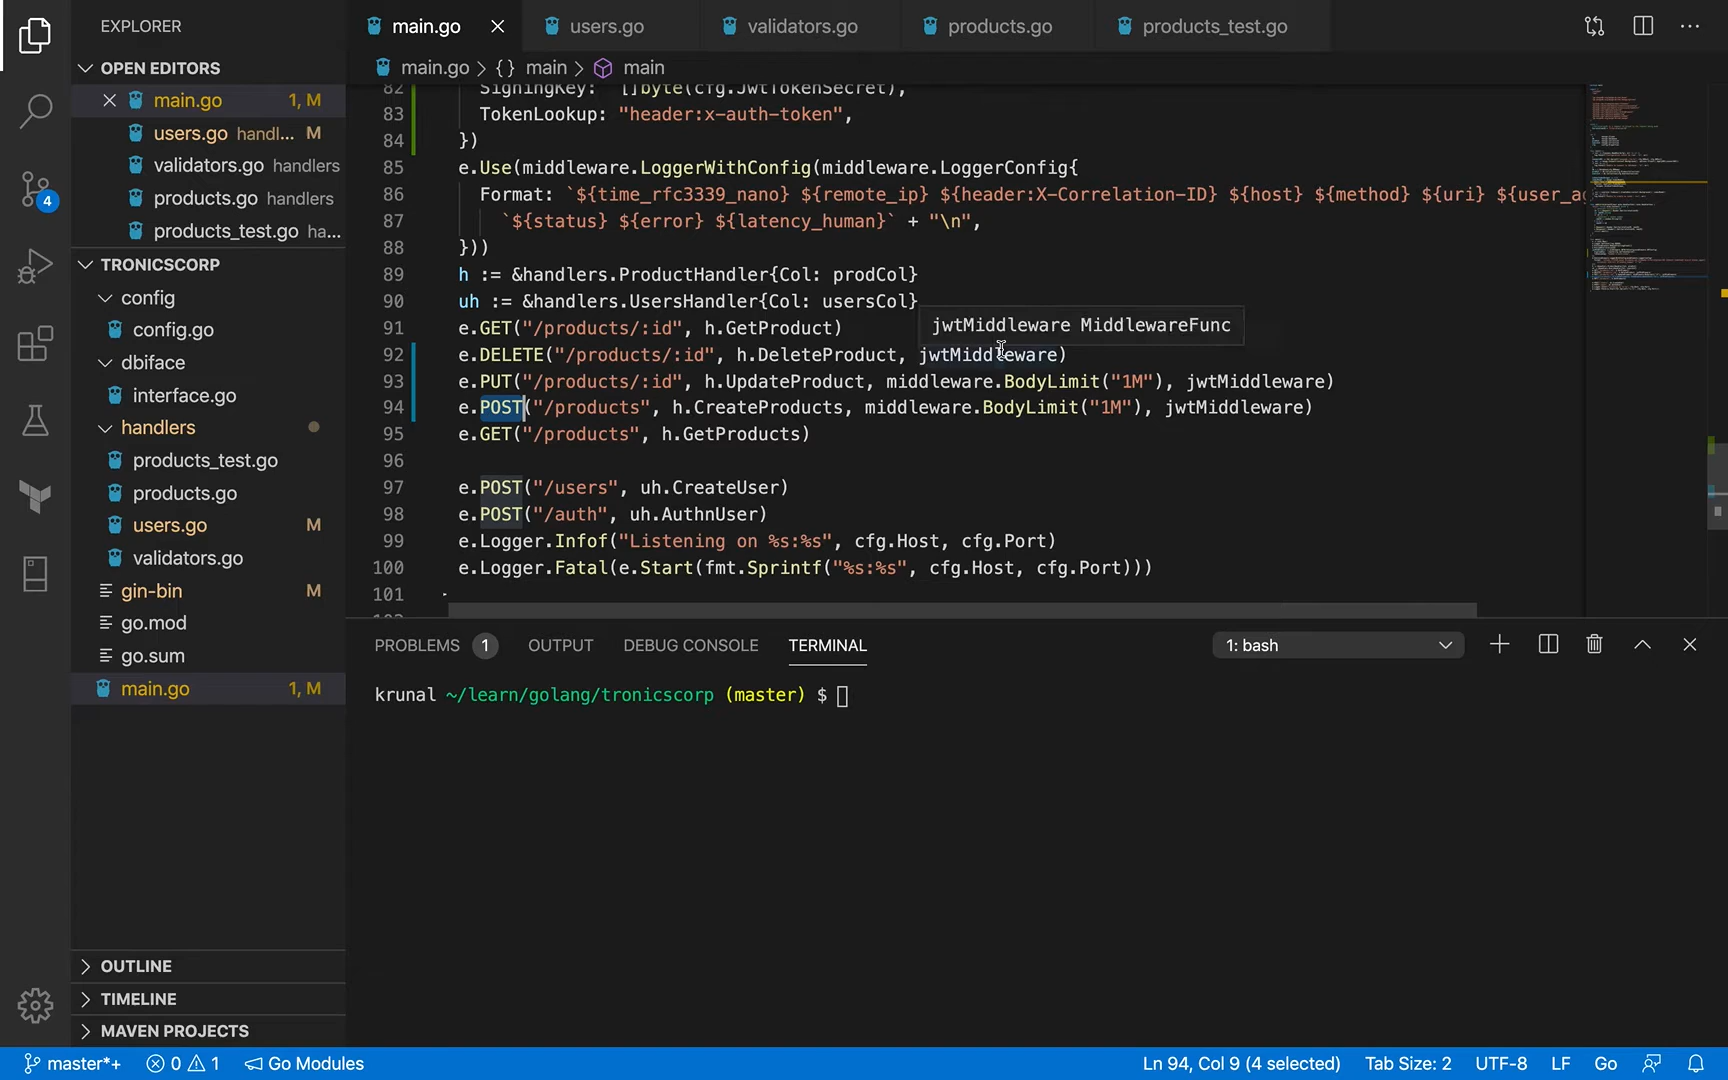 EXPLORER
main.go
users.go
validators.go
products.go
products_test.go
OPEN EDITORS
main.go 1, M
users.go handl... M
validators.go handlers
products.go handlers
products_test.go ha...
TRONICSCORP
config
config.go
dbiface
interface.go
handlers
products_test.go
products.go
users.go M
validators.go
gin-bin M
go.mod
go.sum
main.go 1, M
OUTLINE
TIMELINE
MAVEN PROJECTS
main.go > {} main > main
82 SigningKey: []byte(cfg.JwtTokenSecret),
83 TokenLookup: "header:x-auth-token",
84 })
85 e.Use(middleware.LoggerWithConfig(middleware.LoggerConfig{
86 Format: `${time_rfc3339_nano} ${remote_ip} ${header:X-Correlation-ID} ${host} ${method} ${uri} ${user_ag
87 `${status} ${error} ${latency_human}` + "\n",
88 }))
89 h := &handlers.ProductHandler{Col: prodCol}
90 uh := &handlers.UsersHandler{Col: usersCol}
jwtMiddleware MiddlewareFunc
91 e.GET("/products/:id", h.GetProduct)
92 e.DELETE("/products/:id", h.DeleteProduct, jwtMiddleware)
93 e.PUT("/products/:id", h.UpdateProduct, middleware.BodyLimit("1M"), jwtMiddleware)
94 e.POST("/products", h.CreateProducts, middleware.BodyLimit("1M"), jwtMiddleware)
95 e.GET("/products", h.GetProducts)
96
97 e.POST("/users", uh.CreateUser)
98 e.POST("/auth", uh.AuthnUser)
99 e.Logger.Infof("Listening on %s:%s", cfg.Host, cfg.Port)
100 e.Logger.Fatal(e.Start(fmt.Sprintf("%s:%s", cfg.Host, cfg.Port)))
101
PROBLEMS 1 OUTPUT DEBUG CONSOLE TERMINAL 1: bash
krunal ~/learn/golang/tronicscorp (master) $
4
master*+ 0 1 Go Modules Ln 94, Col 9 (4 selected) Tab Size: 2 UTF-8 LF Go